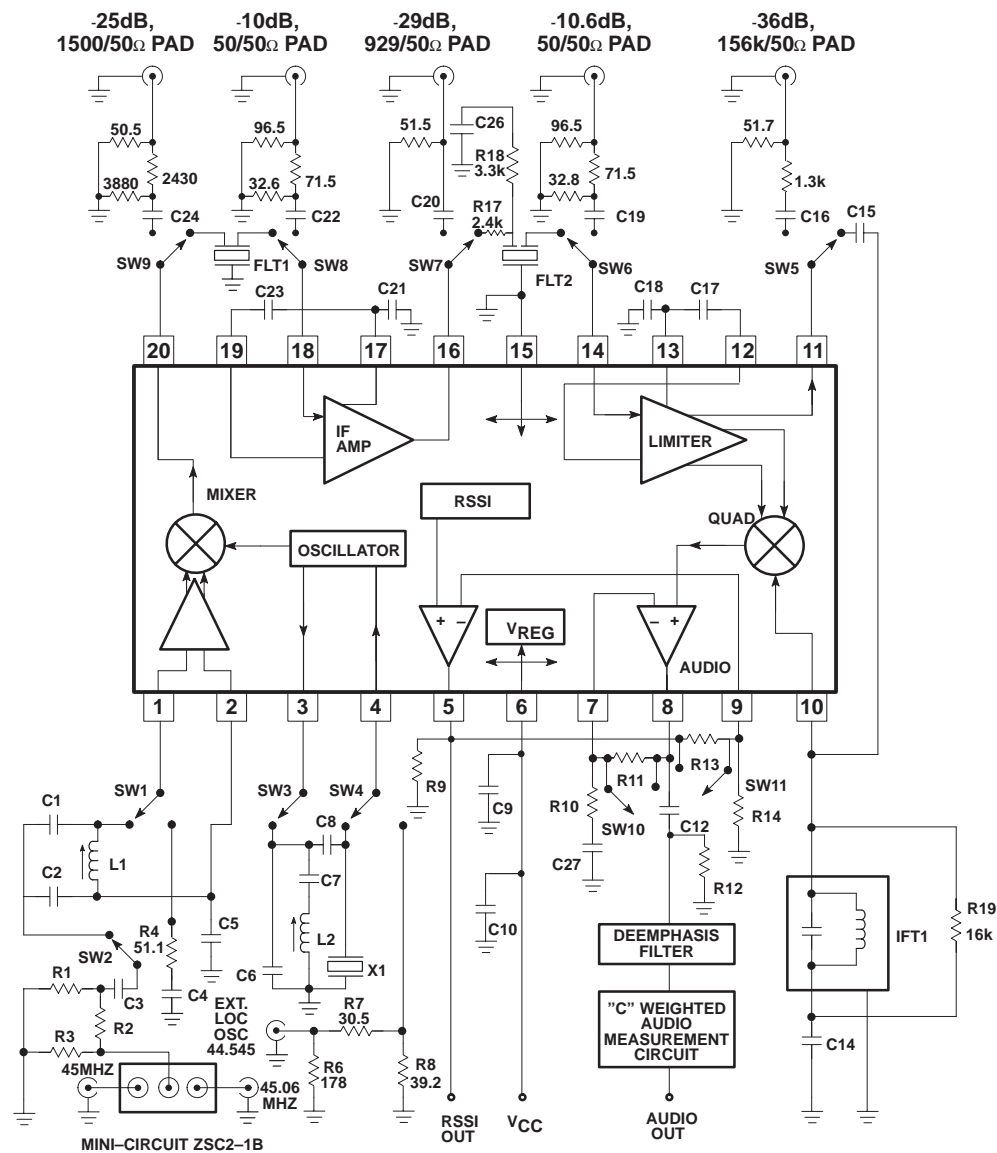 -25dB,
1500/50Ω PAD
-10dB,
50/50Ω PAD
-29dB,
929/50Ω PAD
-10.6dB,
50/50Ω PAD
-36dB,
156k/50Ω PAD
50.5
2430
3880
C24
96.5
71.5
32.6
C22
51.5
C20
C26
R18
3.3k
R17
2.4k
96.5
71.5
32.8
C19
51.7
1.3k
C16
C15
SW9
FLT1
SW8
SW7
FLT2
SW6
SW5
C23
C21
C18
C17
20
19
18
17
16
15
14
13
12
11
IF
AMP
LIMITER
MIXER
RSSI
QUAD
OSCILLATOR
+ –
VREG
– +
AUDIO
1
2
3
4
5
6
7
8
9
10
SW1
C1
L1
C2
C5
SW2
R4
51.1
C4
C3
R1
R2
R3
45MHZ
45.06
MHZ
MINI–CIRCUIT ZSC2–1B
SW3
SW4
C8
C7
L2
C6
X1
EXT.
LOC
OSC
44.545
R7
30.5
R6
178
R8
39.2
R9
C9
C10
RSSI
OUT
VCC
R10
R11
R13
SW10
SW11
C27
C12
R14
R12
DEEMPHASIS
FILTER
”C” WEIGHTED
AUDIO
MEASUREMENT
CIRCUIT
AUDIO
OUT
IFT1
R19
16k
C14